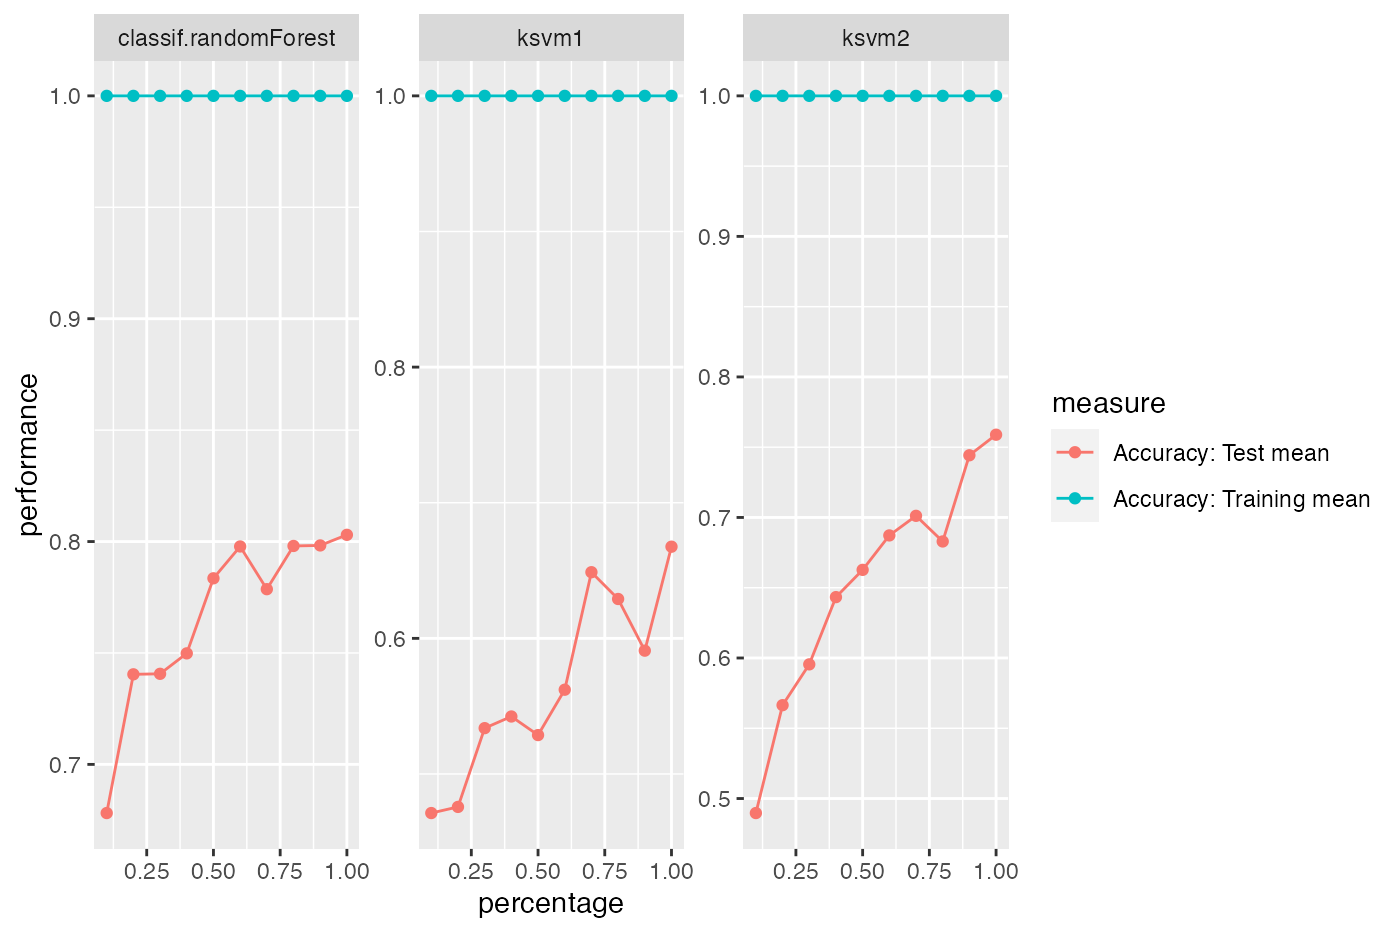 classif.randomForest
ksvm1
ksvm2
performance
1.0
0.9
0.8
0.7
1.0
0.8
0.6
1.0
0.9
0.8
0.7
0.6
0.5
0.25 0.50 0.75 1.00
0.25 0.50 0.75 1.00
0.25 0.50 0.75 1.00
percentage
measure
Accuracy: Test mean
Accuracy: Training mean